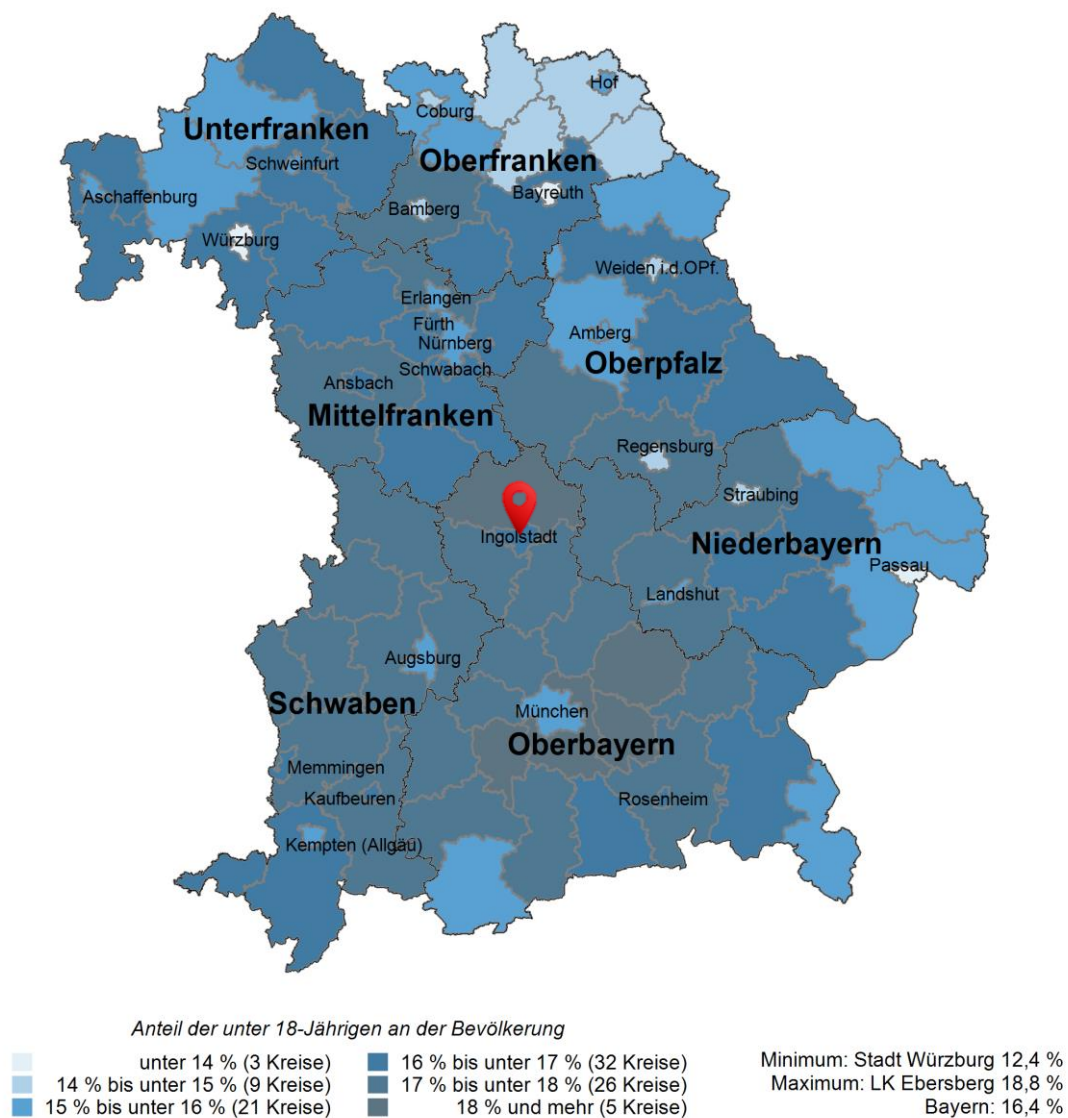 Hof
Coburg
Unterfranken
Schweinfurt
Oberfranken
Aschaffenburg
Bayreuth
Bamberg
Würzburg
Weiden i.d.OPf.
Erlangen
Fürth
Amberg
Nürnberg
Oberpfalz
Schwabach
Ansbach
Mittelfranken
Regensburg
Straubing
Ingolstadt
Niederbayern
Passau
Landshut
Augsburg
Schwaben
München
Oberbayern
Memmingen
Kaufbeuren
Rosenheim
Kempten (Allgäu)
Anteil der unter 18-Jährigen an der Bevölkerung
unter 14 % (3 Kreise)
14 % bis unter 15 % (9 Kreise)
15 % bis unter 16 % (21 Kreise)
16 % bis unter 17 % (32 Kreise)
17 % bis unter 18 % (26 Kreise)
18 % und mehr (5 Kreise)
Minimum: Stadt Würzburg 12,4 %
Maximum: LK Ebersberg 18,8 %
Bayern: 16,4 %